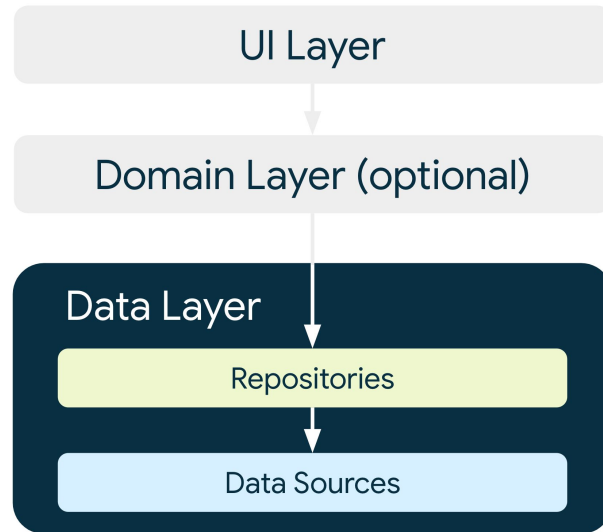 UI Layer
Domain Layer (optional)
Data Layer
Repositories
Data Sources